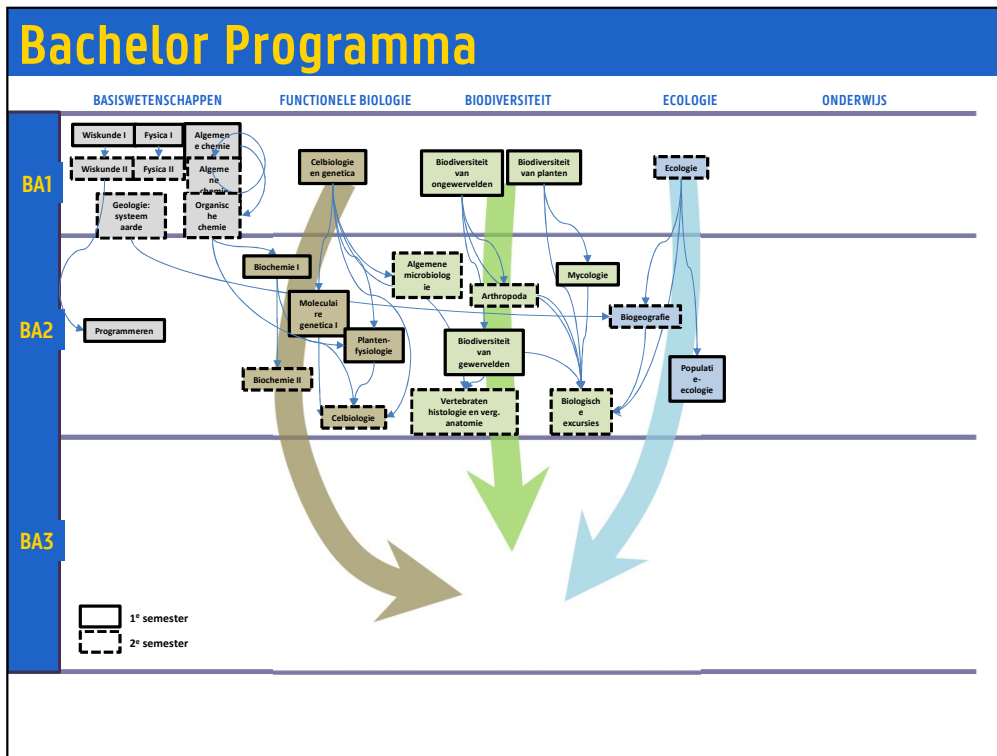 Bachelor Programma
BASISWETENSCHAPPEN
FUNCTIONELE BIOLOGIE
BIODIVERSITEIT
ECOLOGIE
ONDERWIJS
BA1
Wiskunde I
Fysica I
Algemen
e chemie
Wiskunde II
Fysica II
Algeme
ne
chemie
Geologie:
systeem
aarde
Organis
che
chemie
Celbiologie
en genetica
Biodiversiteit
van
ongewervelden
Biodiversiteit
van planten
Ecologie
BA2
Biochemie I
Algemene
microbiolog
ie
Mycologie
Moleculai
re
genetica I
Arthropoda
Biogeografie
Programmeren
Planten-
fysiologie
Biodiversiteit
van
gewervelden
Populati
e-
ecologie
Biochemie II
Celbiologie
Vertebraten
histologie en verg.
anatomie
Biologisch
e
excursies
BA3
1e semester
2e semester